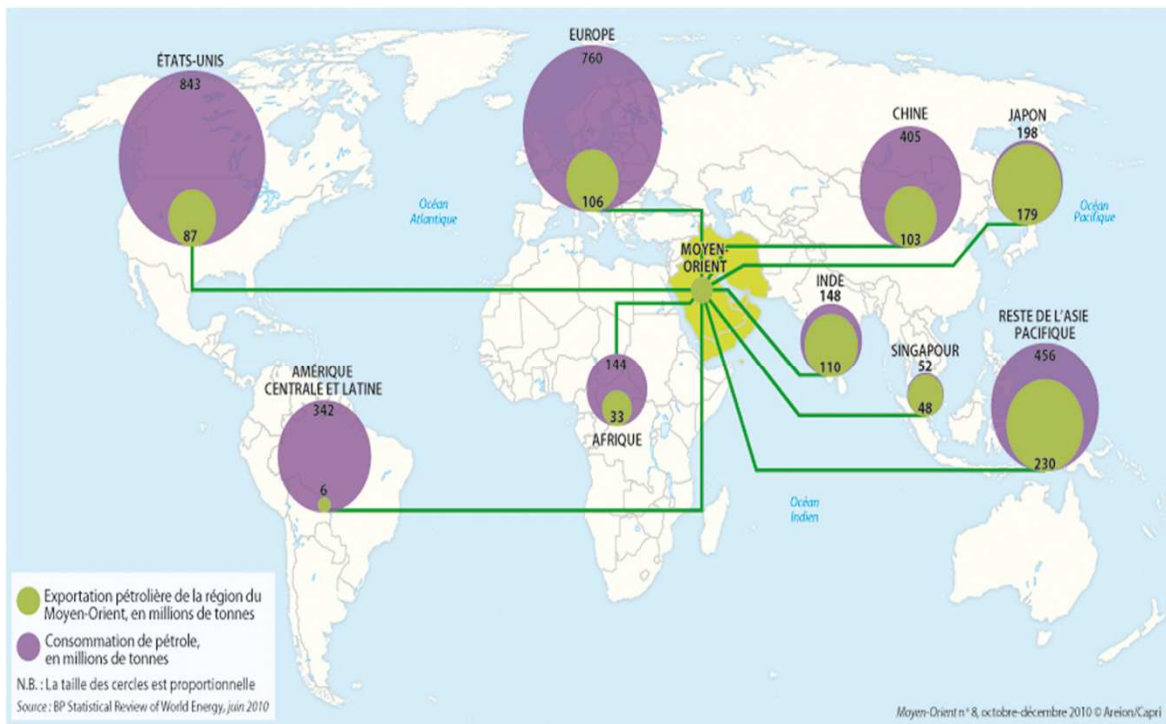 ÉTATS-UNIS
843
87
EUROPE
760
106
CHINE
405
103
JAPON
198
179
Océan
Atlantique
Océan
Pacifique
MOYEN-
ORIENT
INDE
148
110
SINGAPOUR
52
48
RESTE DE L'ASIE
PACIFIQUE
456
230
AMÉRIQUE
CENTRALE ET LATINE
342
6
144
33
AFRIQUE
Océan
Indien
Exportation pétrolière de la région du
Moyen-Orient, en millions de tonnes
Consommation de pétrole,
en millions de tonnes
N.B. : La taille des cercles est proportionnelle
Source : BP Statistical Review of World Energy, juin 2010
Moyen-Orient n° 8, octobre-décembre 2010 © Areion/Capri